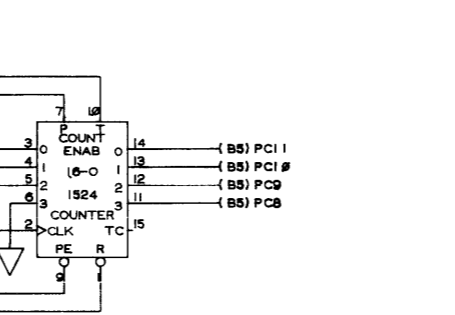 7 10
P T
COUNT
ENAB
3 0 0 14 (B5) PC11
4 1 1 13 (B5) PC10
16-0
5 2 2 12 (B5) PC9
1524
6 3 3 11 (B5) PC8
COUNTER
2 CLK TC 15
PE R
9 1